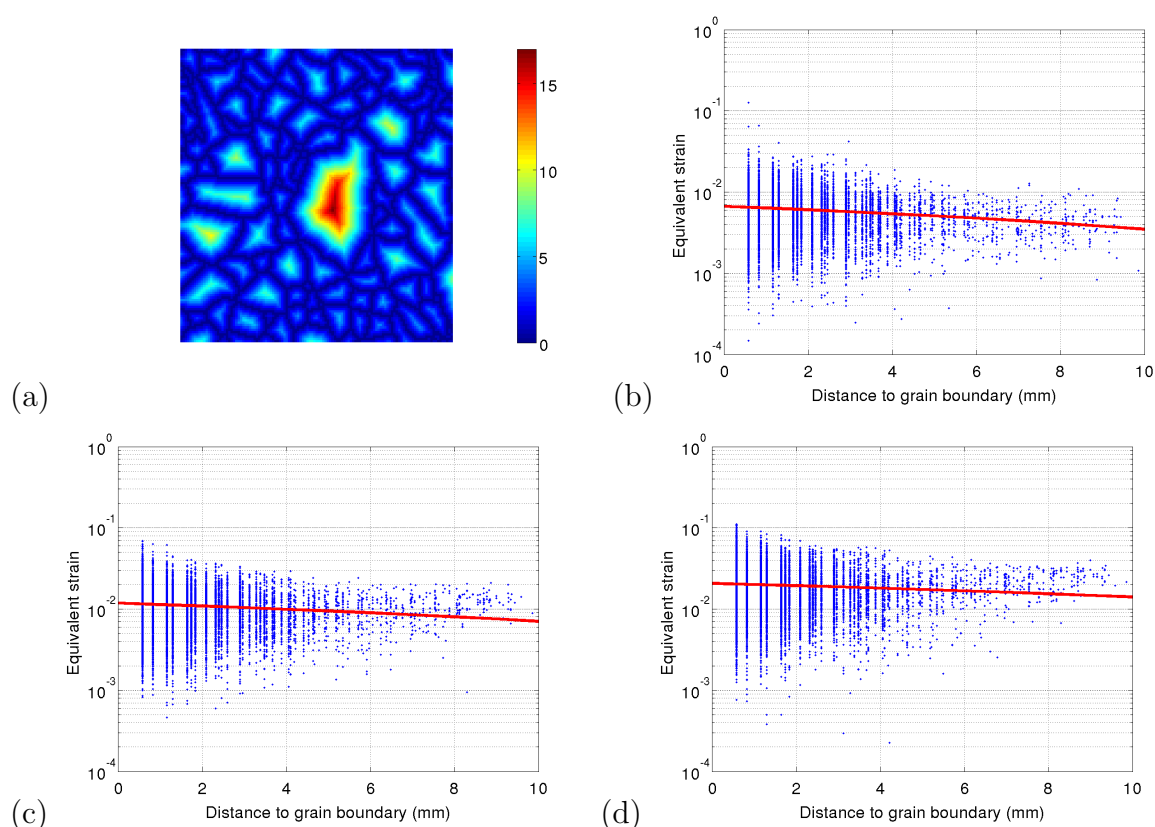 15
10
5
0
(a)
10^0
10^-1
10^-2
10^-3
10^-4
Equivalent strain
0 2 4 6 8 10
Distance to grain boundary (mm)
(b)
10^0
10^-1
10^-2
10^-3
10^-4
Equivalent strain
0 2 4 6 8 10
Distance to grain boundary (mm)
(c)
10^0
10^-1
10^-2
10^-3
10^-4
Equivalent strain
0 2 4 6 8 10
Distance to grain boundary (mm)
(d)